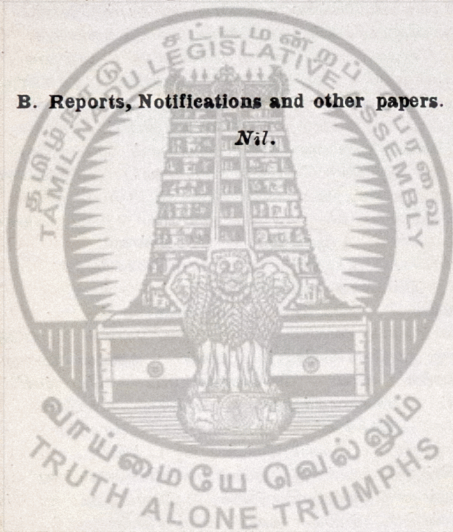 தமிழ்நாடு சட்டமன்றப் பேரவை
TAMIL NADU LEGISLATIVE ASSEMBLY
B. Reports, Notifications and other papers.
Nil.
வாய்மையே வெல்லும்
TRUTH ALONE TRIUMPHS